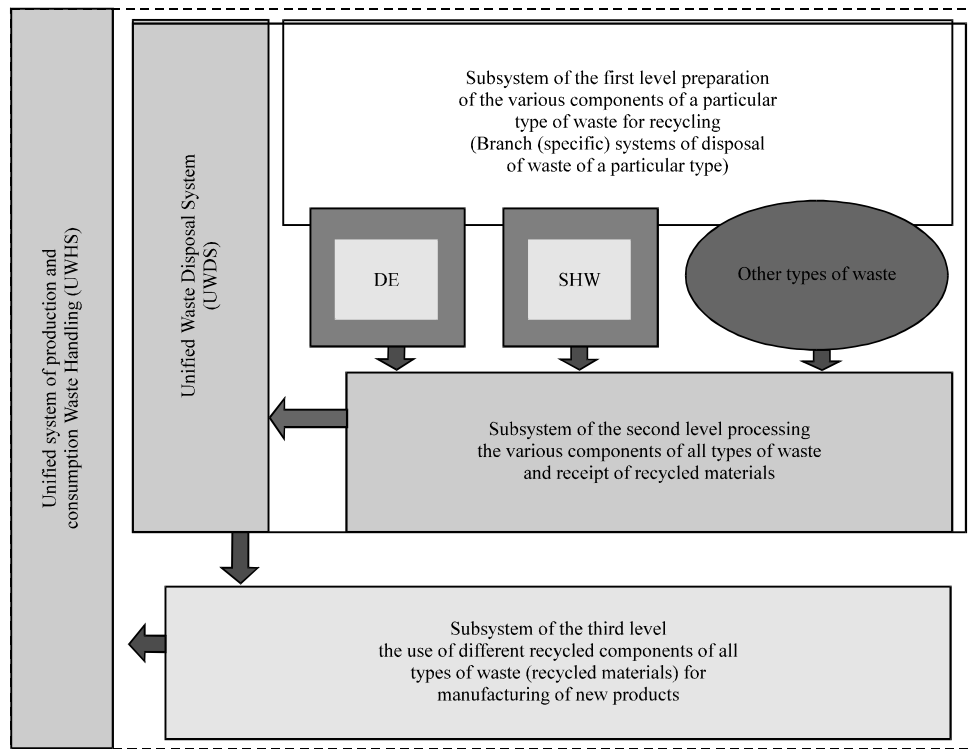 Unified system of production and
consumption Waste Handling (UWHS)
Unified Waste Disposal System
(UWDS)
Subsystem of the first level preparation
of the various components of a particular
type of waste for recycling
(Branch (specific) systems of disposal
of waste of a particular type)
DE
SHW
Other types of waste
Subsystem of the second level processing
the various components of all types of waste
and receipt of recycled materials
Subsystem of the third level
the use of different recycled components of all
types of waste (recycled materials) for
manufacturing of new products